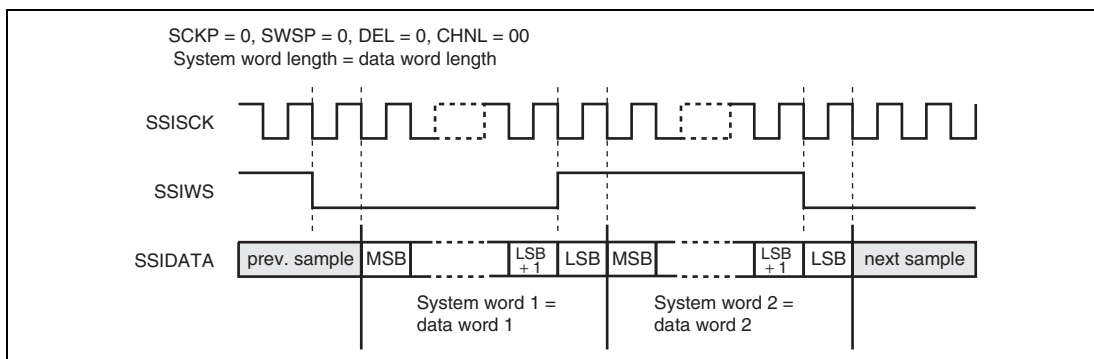 SCKP = 0, SWSP = 0, DEL = 0, CHNL = 00
System word length = data word length
SSISCK
SSIWS
SSIDATA
prev. sample
MSB
LSB
+ 1
LSB
MSB
LSB
+ 1
LSB
next sample
System word 1 =
data word 1
System word 2 =
data word 2